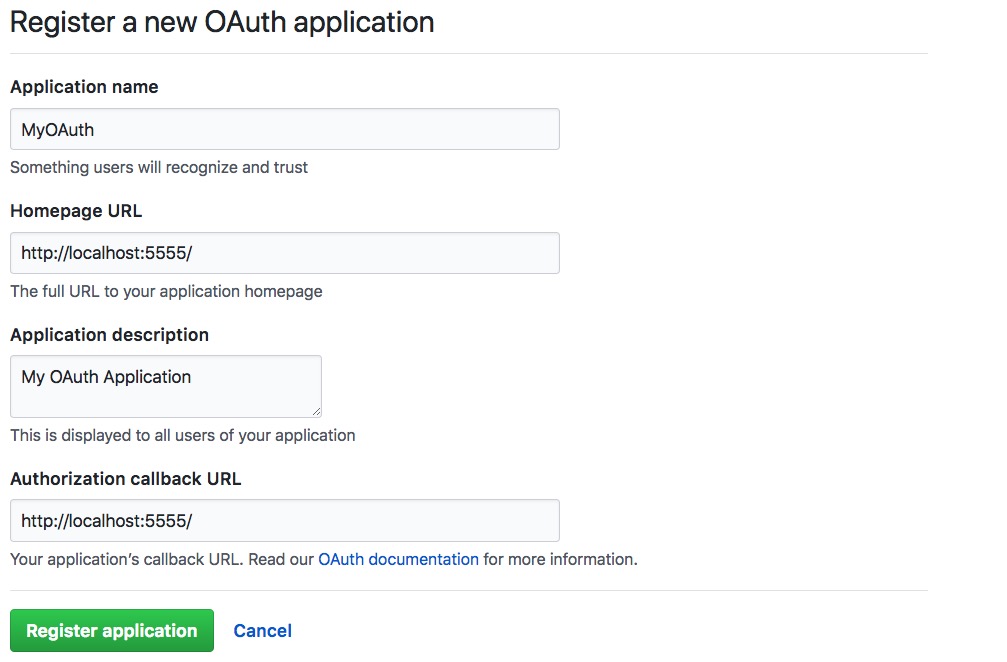 Register a new OAuth application
Application name
MyOAuth
Something users will recognize and trust
Homepage URL
http://localhost:5555/
The full URL to your application homepage
Application description
My OAuth Application
This is displayed to all users of your application
Authorization callback URL
http://localhost:5555/
Your application’s callback URL. Read our OAuth documentation for more information.
Register application Cancel